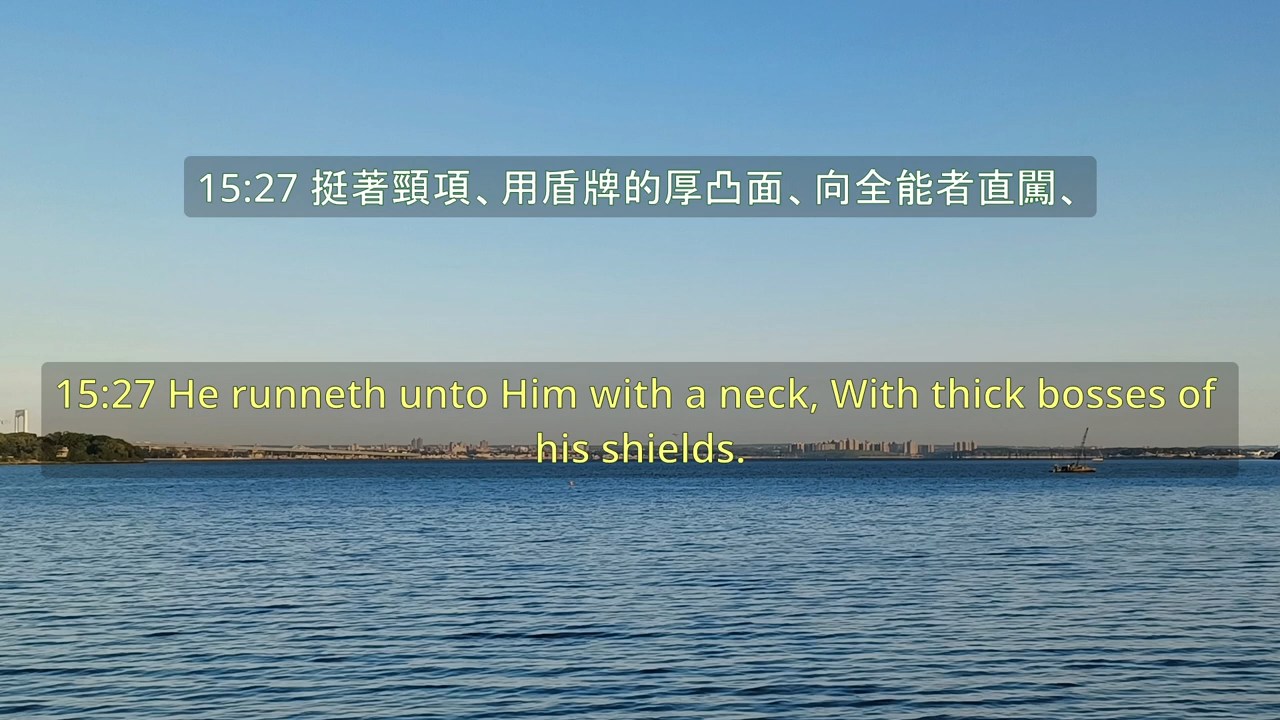 15:27 挺著頸項、用盾牌的厚凸面、向全能者直闖、
15:27 He runneth unto Him with a neck, With thick bosses of
his shields.